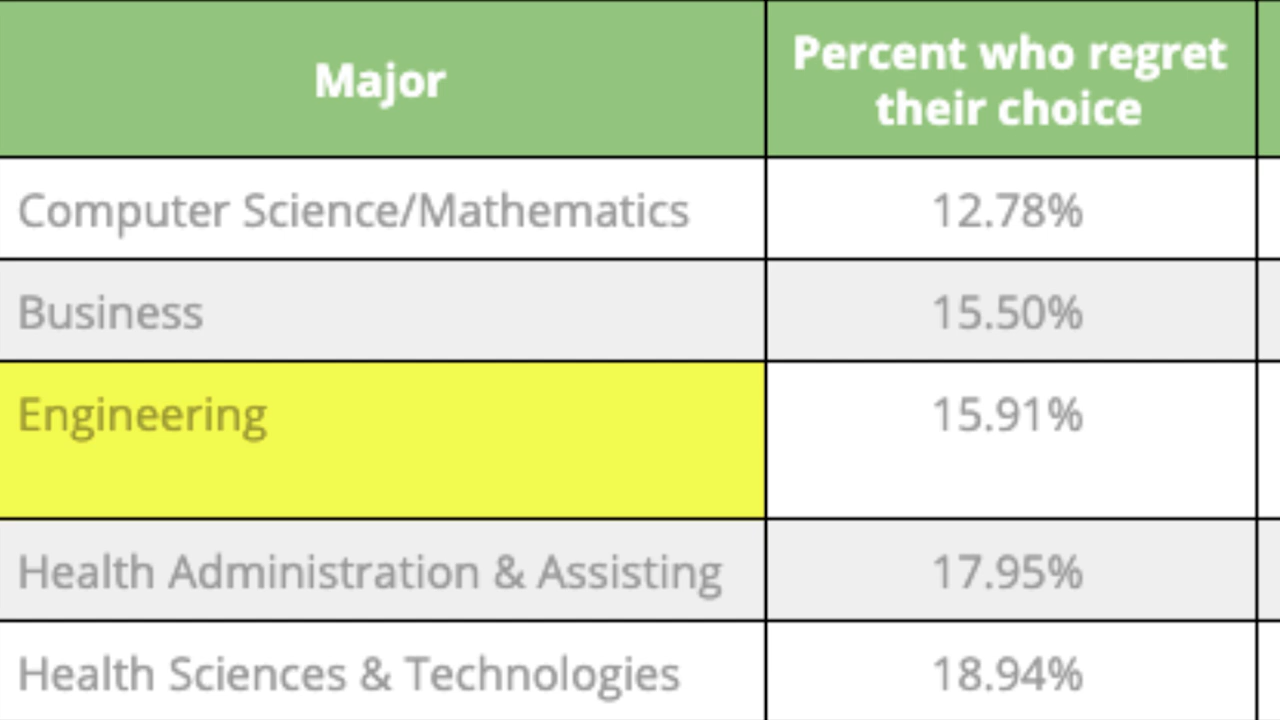 Major
Percent who regret
their choice
Computer Science/Mathematics
12.78%
Business
15.50%
Engineering
15.91%
Health Administration & Assisting
17.95%
Health Sciences & Technologies
18.94%